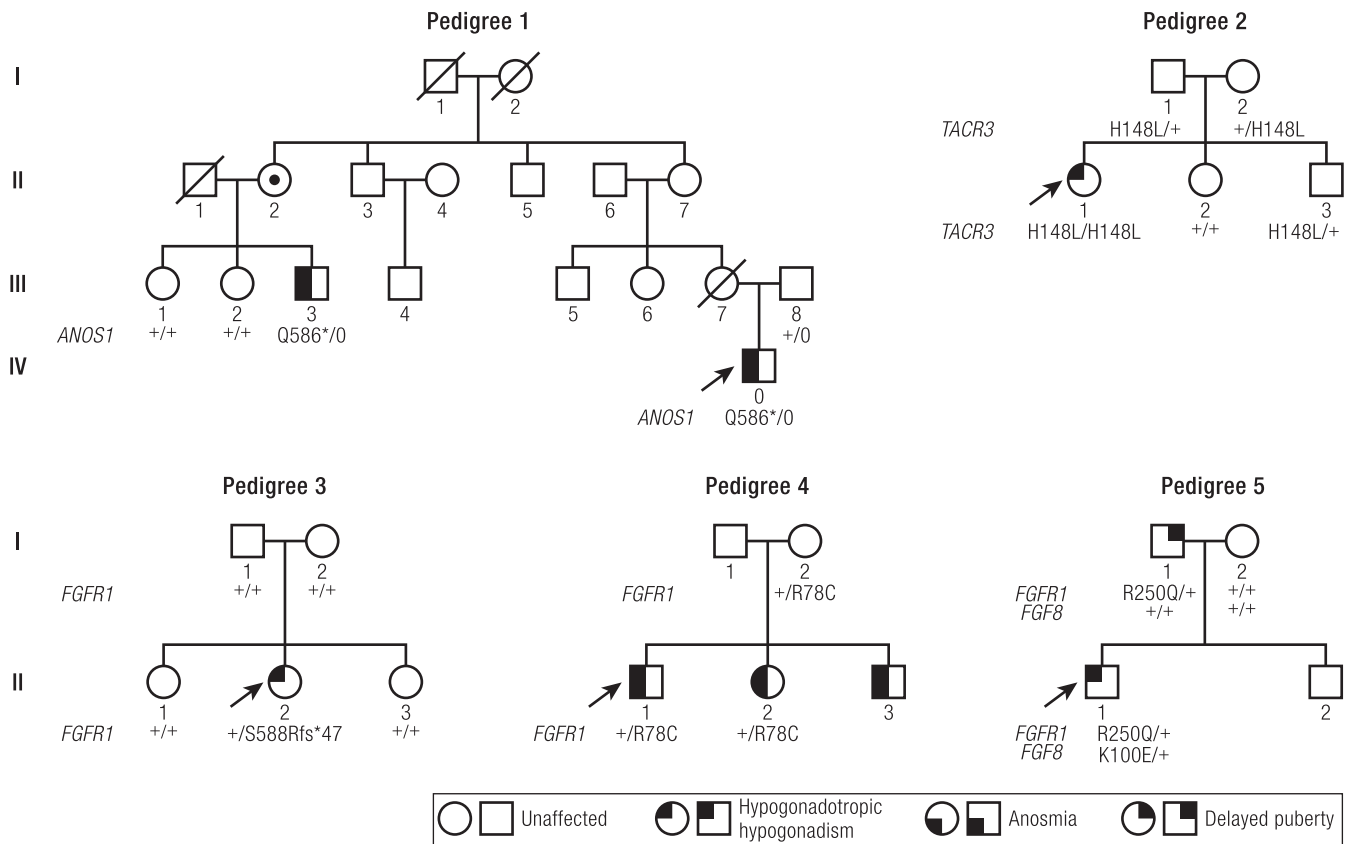 Pedigree 1
Pedigree 2
I
1
2
1
2
TACR3
H148L/+
+/H148L
II
1
2
3
4
5
6
7
1
2
3
TACR3
H148L/H148L
+/+
H148L/+
III
1
2
3
4
5
6
7
8
ANOS1
+/+
+/+
Q586*/0
+/0
IV
0
ANOS1
Q586*/0
Pedigree 3
Pedigree 4
Pedigree 5
I
1
2
1
2
1
2
FGFR1
+/+
+/+
FGFR1
+/R78C
FGFR1
R250Q/+
+/+
FGF8
+/+
+/+
II
1
2
3
1
2
3
1
2
FGFR1
+/+
+/S588Rfs*47
+/+
FGFR1
+/R78C
+/R78C
FGFR1
R250Q/+
FGF8
K100E/+
Unaffected
Hypogonadotropic
hypogonadism
Anosmia
Delayed puberty